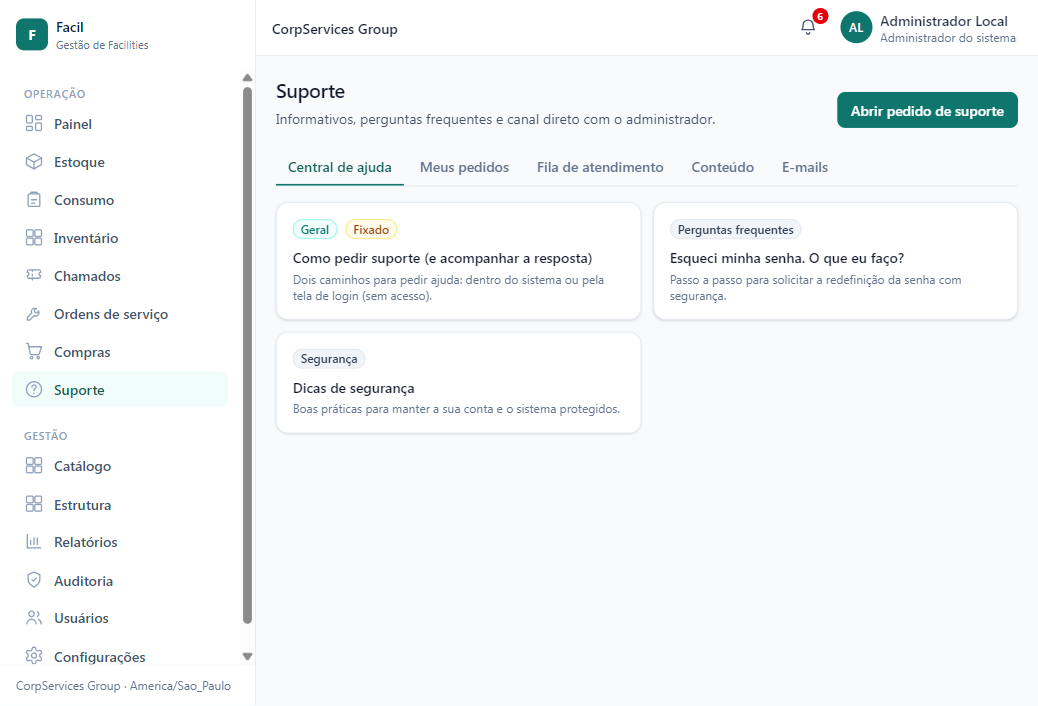 F
Facil
Gestão de Facilities
OPERAÇÃO
Painel
Estoque
Consumo
Inventário
Chamados
Ordens de serviço
Compras
Suporte
GESTÃO
Catálogo
Estrutura
Relatórios
Auditoria
Usuários
Configurações
CorpServices Group · America/Sao_Paulo
CorpServices Group
6
AL
Administrador Local
Administrador do sistema
Suporte
Informativos, perguntas frequentes e canal direto com o administrador.
Abrir pedido de suporte
Central de ajuda
Meus pedidos
Fila de atendimento
Conteúdo
E-mails
Geral
Fixado
Como pedir suporte (e acompanhar a resposta)
Dois caminhos para pedir ajuda: dentro do sistema ou pela
tela de login (sem acesso).
Perguntas frequentes
Esqueci minha senha. O que eu faço?
Passo a passo para solicitar a redefinição da senha com
segurança.
Segurança
Dicas de segurança
Boas práticas para manter a sua conta e o sistema protegidos.